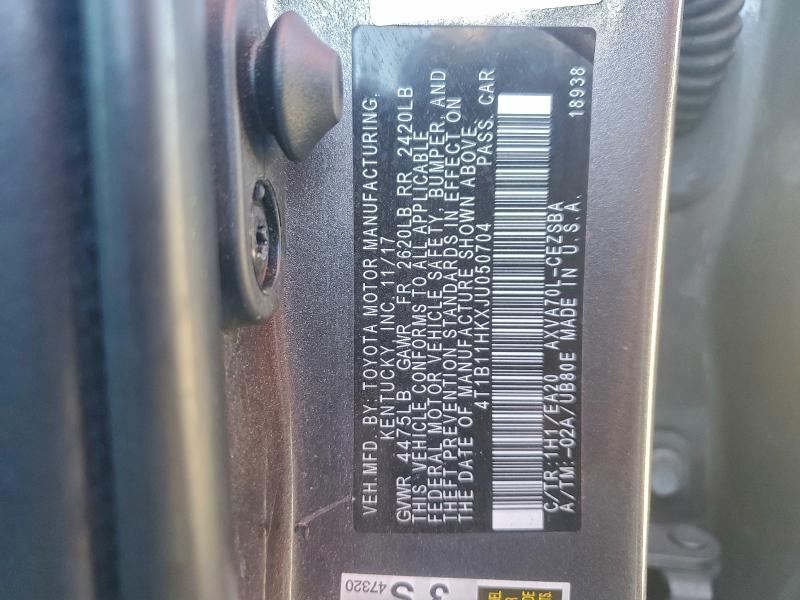 VEH.MFD. BY: TOYOTA MOTOR MANUFACTURING,
KENTUCKY, INC. 11/17
GVWR 4475LB GAWR FR 2620LB RR 2420LB
THIS VEHICLE CONFORMS TO ALL APPLICABLE
FEDERAL MOTOR VEHICLE SAFETY, BUMPER, AND
THEFT PREVENTION STANDARDS IN EFFECT ON
THE DATE OF MANUFACTURE SHOWN ABOVE.
4T1B11HKXJU050704 PASS. CAR
C/TR:1H1/EA20 AXVA70L-CEZSBA
A/TM:-02A/UB80E MADE IN U.S.A. 18938
47320
3 S